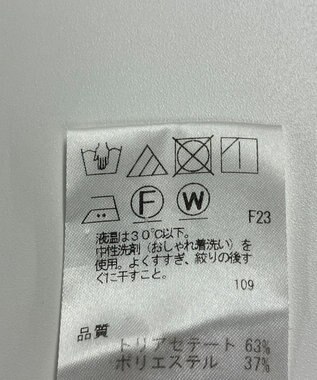 F W F23
液温は30℃以下。
中性洗剤（おしゃれ着洗い）を
使用。よくすすぎ、絞りの後す
ぐに干すこと。
109
品質
トリアセテート 63%
ポリエステル 37%